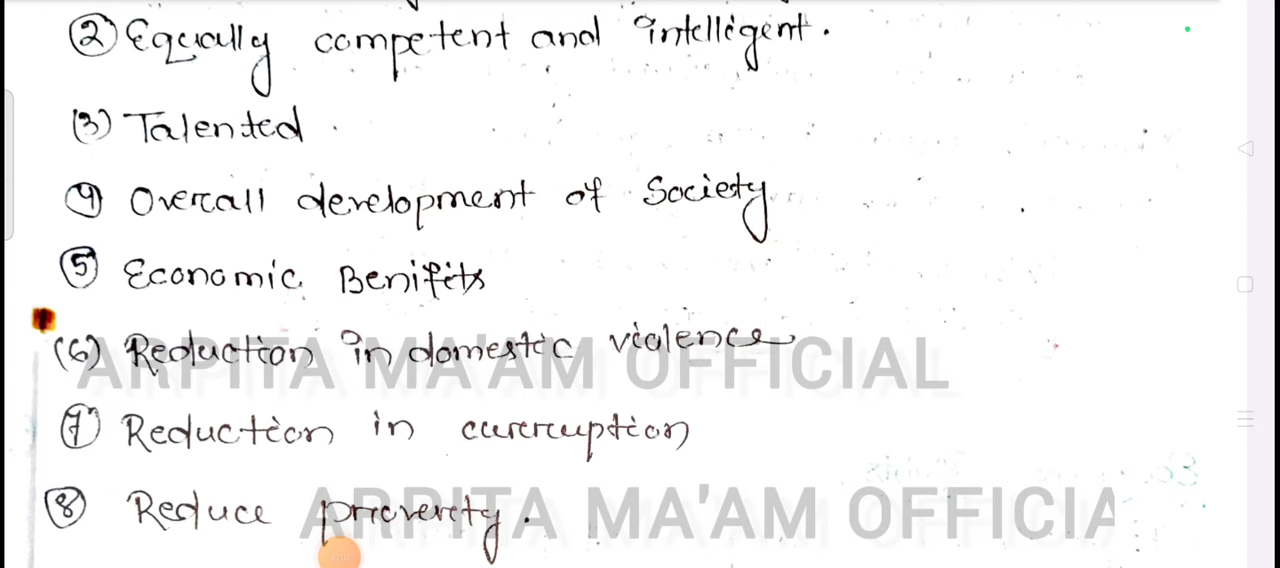 ② Equally competent and intelligent.
(3) Talented.
④ Overall development of Society
⑤ Economic Benifits
(6) Reduction in domestic violence
ARPITA MA'AM OFFICIAL
⑦ Reduction in currruption
⑧ Reduce prroverty.
ARPITA MA'AM OFFICIA